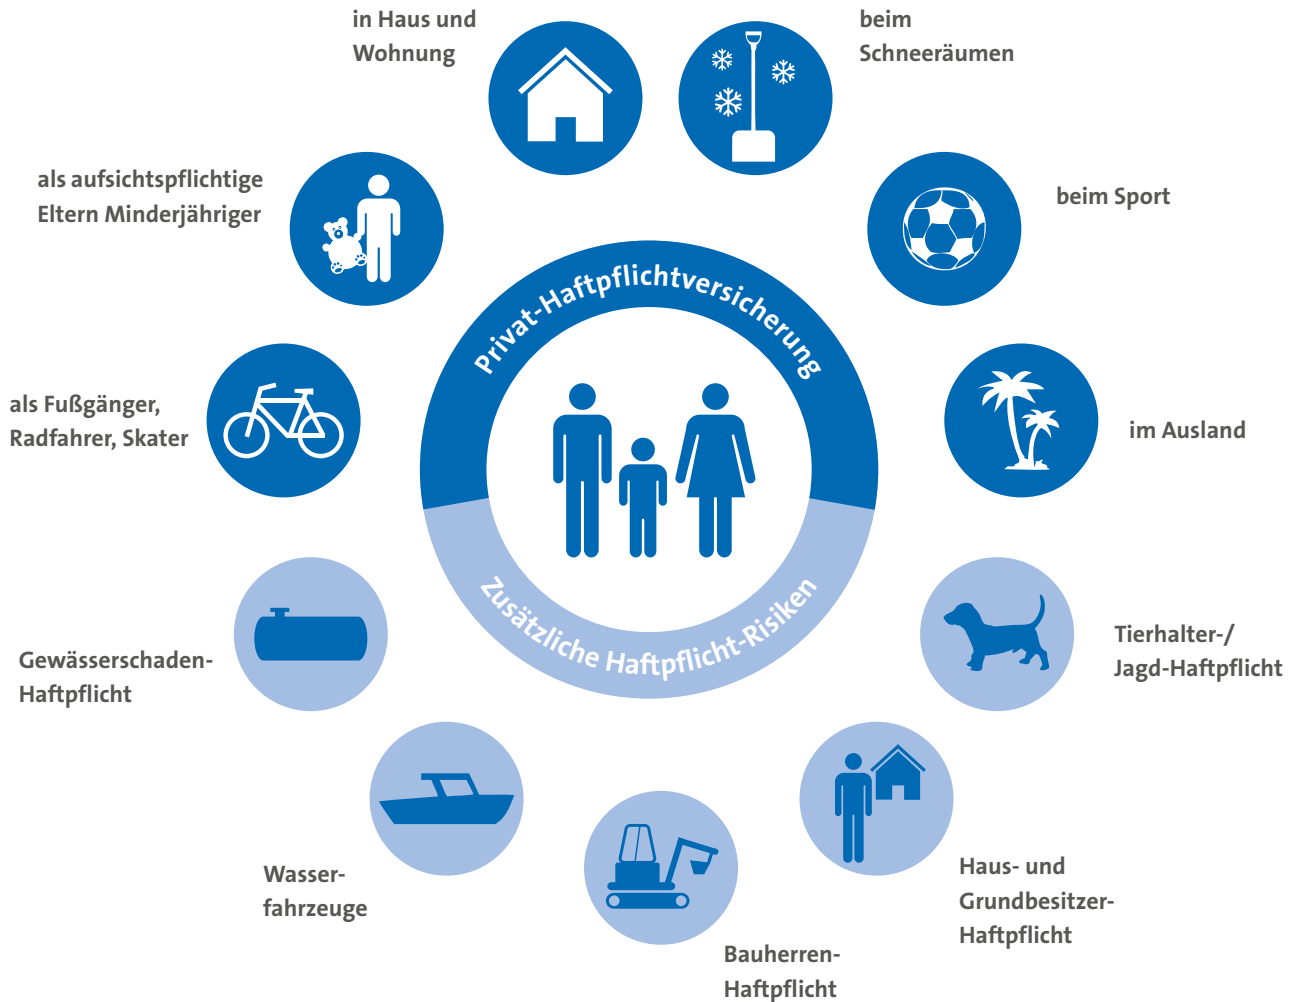 in Haus und
Wohnung
beim
Schneeräumen
als aufsichtspflichtige
Eltern Minderjähriger
beim Sport
Privat-Haftpflichtversicherung
als Fußgänger,
Radfahrer, Skater
im Ausland
Zusätzliche Haftpflicht-Risiken
Gewässerschaden-
Haftpflicht
Tierhalter-/
Jagd-Haftpflicht
Wasser-
fahrzeuge
Haus- und
Grundbesitzer-
Haftpflicht
Bauherren-
Haftpflicht